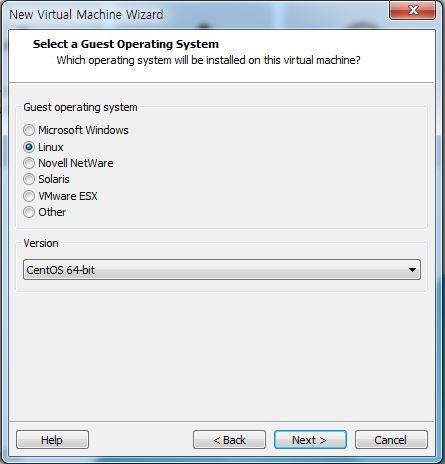 New Virtual Machine Wizard
Select a Guest Operating System
Which operating system will be installed on this virtual machine?
Guest operating system
Microsoft Windows
Linux
Novell NetWare
Solaris
VMware ESX
Other
Version
CentOS 64-bit
Help
< Back
Next >
Cancel